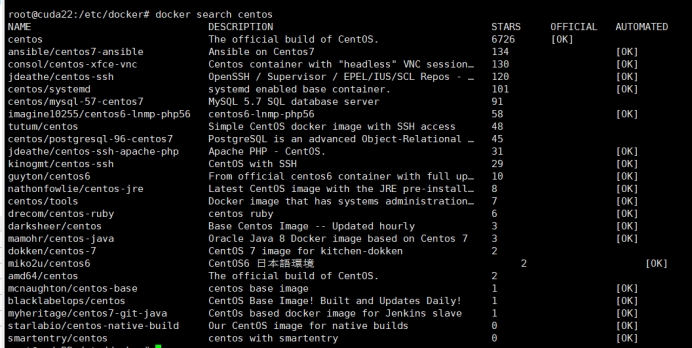 root@cuda22:/etc/docker# docker search centos
NAME DESCRIPTION STARS OFFICIAL AUTOMATED
centos The official build of CentOS. 6726 [OK]
ansible/centos7-ansible Ansible on Centos7 134 [OK]
consol/centos-xfce-vnc Centos container with "headless" VNC session… 130 [OK]
jdeathe/centos-ssh OpenSSH / Supervisor / EPEL/IUS/SCL Repos - … 120 [OK]
centos/systemd systemd enabled base container. 101 [OK]
centos/mysql-57-centos7 MySQL 5.7 SQL database server 91
imagine10255/centos6-lnmp-php56 centos6-lnmp-php56 58 [OK]
tutum/centos Simple CentOS docker image with SSH access 48
centos/postgresql-96-centos7 PostgreSQL is an advanced Object-Relational … 45
jdeathe/centos-ssh-apache-php Apache PHP - CentOS. 31 [OK]
kinogmt/centos-ssh CentOS with SSH 29 [OK]
guyton/centos6 From official centos6 container with full up… 10 [OK]
nathonfowlie/centos-jre Latest CentOS image with the JRE pre-install… 8 [OK]
centos/tools Docker image that has systems administration… 7 [OK]
drecom/centos-ruby centos ruby 6 [OK]
darksheer/centos Base Centos Image -- Updated hourly 3 [OK]
mamohr/centos-java Oracle Java 8 Docker image based on Centos 7 3 [OK]
dokken/centos-7 CentOS 7 image for kitchen-dokken 2
miko2u/centos6 CentOS6 日本語環境 2 [OK]
amd64/centos The official build of CentOS. 2
mcnaughton/centos-base centos base image 1 [OK]
blacklabelops/centos CentOS Base Image! Built and Updates Daily! 1 [OK]
myheritage/centos7-git-java CentOs based docker image for Jenkins slave 1 [OK]
starlabio/centos-native-build Our CentOS image for native builds 0 [OK]
smartentry/centos centos with smartentry 0 [OK]